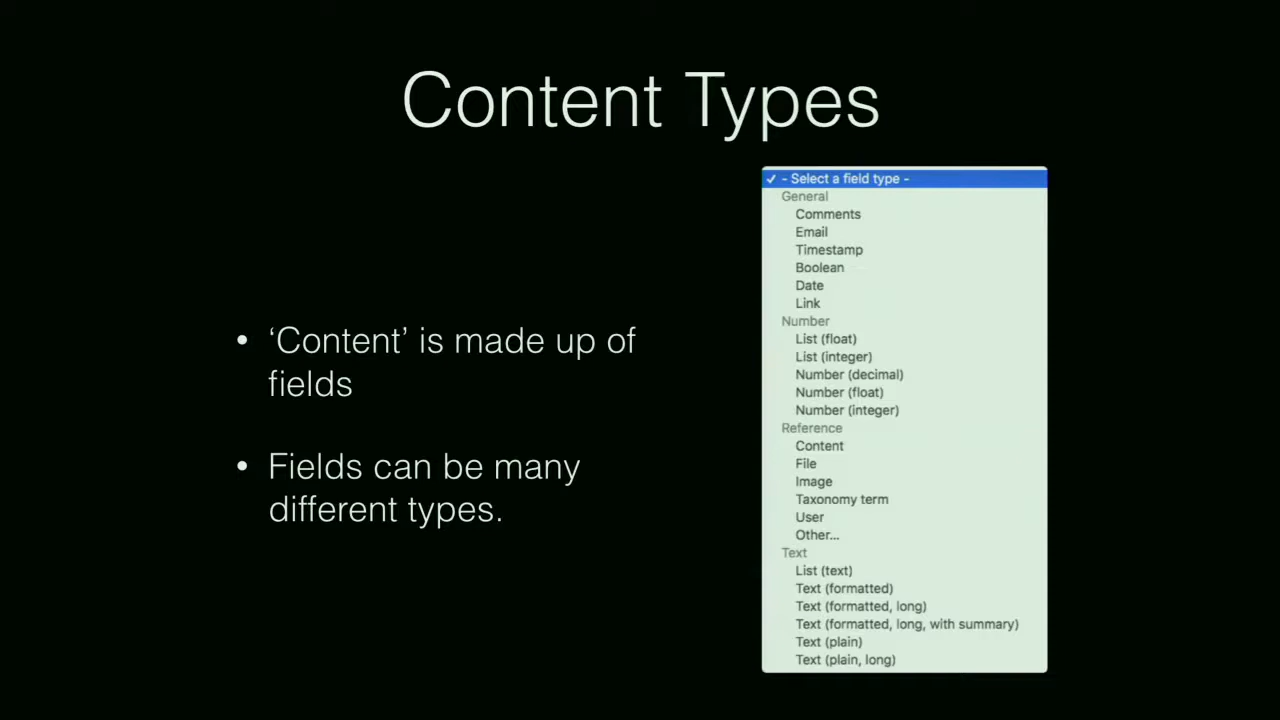 Content Types
• ‘Content’ is made up of
fields
• Fields can be many
different types.
✓ - Select a field type -
General
Comments
Email
Timestamp
Boolean
Date
Link
Number
List (float)
List (integer)
Number (decimal)
Number (float)
Number (integer)
Reference
Content
File
Image
Taxonomy term
User
Other...
Text
List (text)
Text (formatted)
Text (formatted, long)
Text (formatted, long, with summary)
Text (plain)
Text (plain, long)